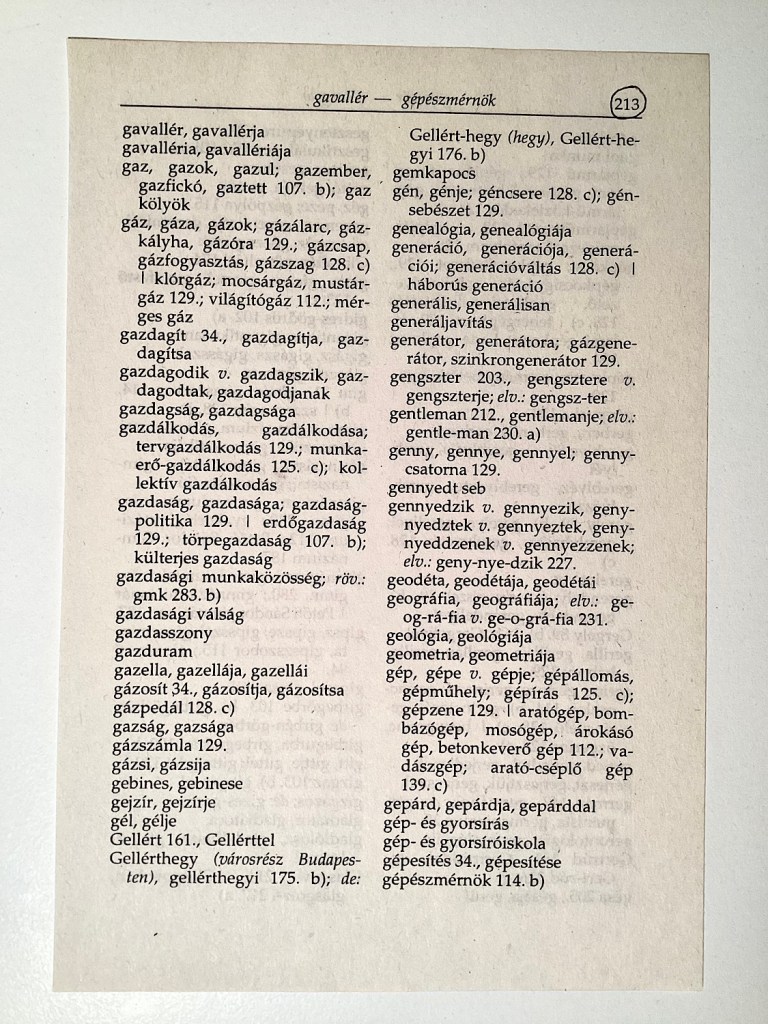 gavallér — gépészmérnök
213
gavallér, gavallérja
gavalléria, gavallériája
gaz, gazok, gazul; gazember,
gazfickó, gaztett 107. b); gaz
kölyök
gáz, gáza, gázok; gázálarc, gáz-
kályha, gázóra 129.; gázcsap,
gázfogyasztás, gázszag 128. c)
| klórgáz; mocsárgáz, mustár-
gáz 129.; világítógáz 112.; mér-
ges gáz
gazdagít 34., gazdagítja, gaz-
dagítsa
gazdagodik v. gazdagszik, gaz-
dagodtak, gazdagodjanak
gazdagság, gazdagsága
gazdálkodás, gazdálkodása;
tervgazdálkodás 129.; munka-
erő-gazdálkodás 125. c); kol-
lektív gazdálkodás
gazdaság, gazdasága; gazdaság-
politika 129. | erdőgazdaság
129.; törpegazdaság 107. b);
külterjes gazdaság
gazdasági munkaközösség; röv.:
gmk 283. b)
gazdasági válság
gazdasszony
gazduram
gazella, gazellája, gazellái
gázosít 34., gázosítja, gázosítsa
gázpedál 128. c)
gazság, gazsága
gázszámla 129.
gázsi, gázsija
gebines, gebinese
gejzír, gejzírje
gél, gélje
Gellért 161., Gellérttel
Gellérthegy (városrész Budapes-
ten), gellérthegyi 175. b); de:
Gellért-hegy (hegy), Gellért-he-
gyi 176. b)
gemkapocs
gén, génje; géncsere 128. c); gén-
sebészet 129.
genealógia, genealógiája
generáció, generációja, generá-
ciói; generációváltás 128. c) |
háborús generáció
generális, generálisan
generáljavítás
generátor, generátora; gázgene-
rátor, szinkrongenerátor 129.
gengszter 203., gengsztere v.
gengszterje; elv.: gengsz-ter
gentleman 212., gentlemanje; elv.:
gentle-man 230. a)
genny, gennye, gennyel; genny-
csatorna 129.
gennyedt seb
gennyedzik v. gennyezik, geny-
nyedztek v. gennyeztek, geny-
nyeddzenek v. gennyezzenek;
elv.: geny-nye-dzik 227.
geodéta, geodétája, geodétái
geográfia, geográfiája; elv.: ge-
og-rá-fia v. ge-o-grá-fia 231.
geológia, geológiája
geometria, geometriája
gép, gépe v. gépje; gépállomás,
gépműhely; gépírás 125. c);
gépzene 129. | aratógép, bom-
bázógép, mosógép, árokásó
gép, betonkeverő gép 112.; va-
dászgép; arató-cséplő gép
139. c)
gepárd, gepárdja, gepárddal
gép- és gyorsírás
gép- és gyorsíróiskola
gépesítés 34., gépesítése
gépészmérnök 114. b)